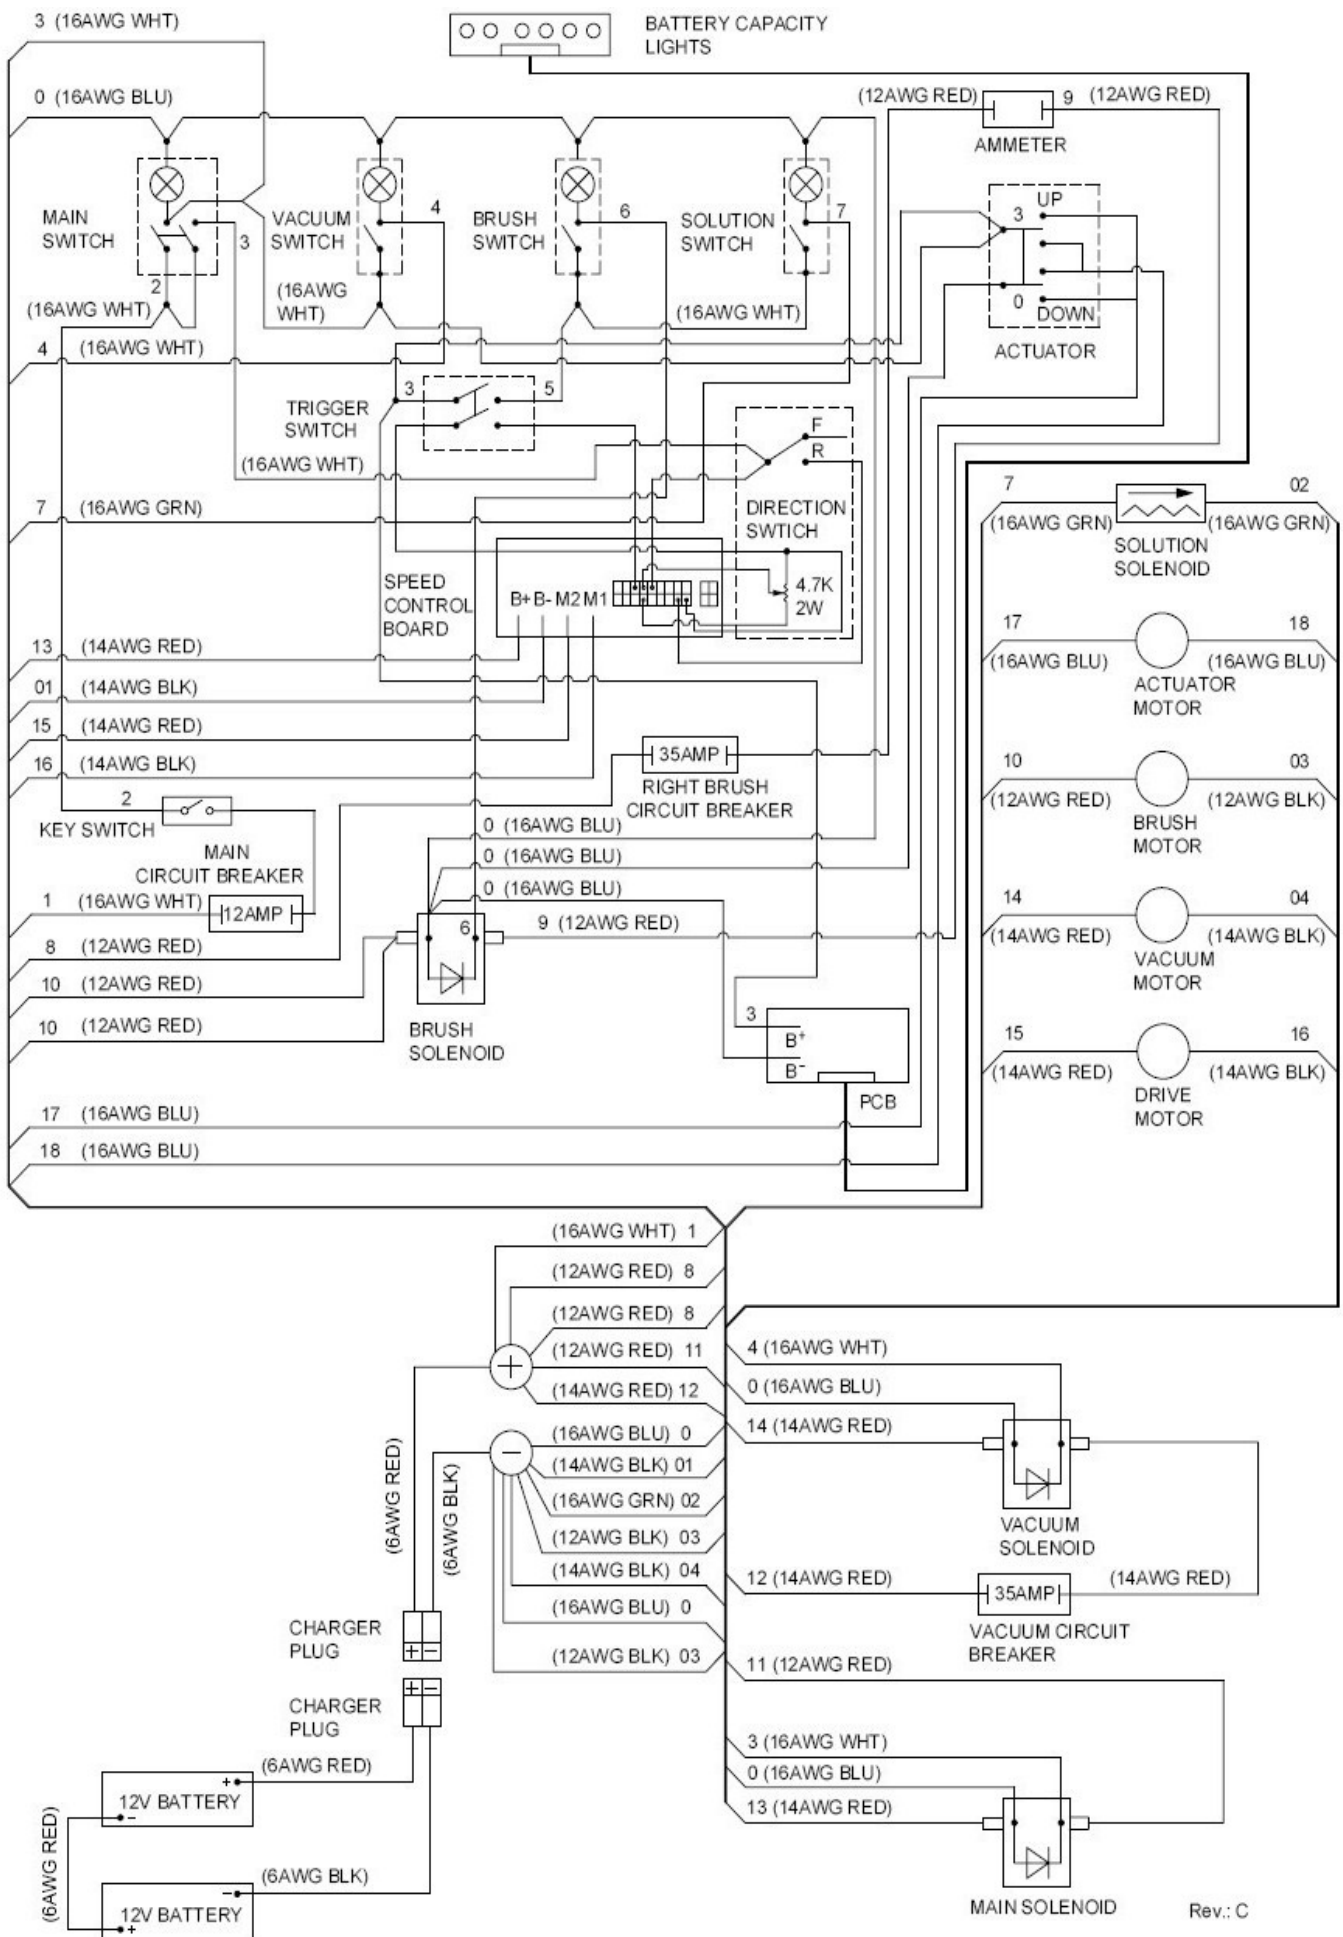 3 (16AWG WHT)
BATTERY CAPACITY
LIGHTS
0 (16AWG BLU)
(12AWG RED)
9 (12AWG RED)
AMMETER
MAIN
SWITCH
3
2
VACUUM
SWITCH
4
BRUSH
SWITCH
6
SOLUTION
SWITCH
7
UP
3
0
DOWN
ACTUATOR
(16AWG WHT)
(16AWG
WHT)
(16AWG WHT)
4 (16AWG WHT)
TRIGGER
SWITCH
3
5
(16AWG WHT)
F
R
DIRECTION
SWTICH
7 (16AWG GRN)
7
(16AWG GRN)
02
(16AWG GRN)
SOLUTION
SOLENOID
SPEED
CONTROL
BOARD
B+ B- M2 M1
4.7K
2W
17
(16AWG BLU)
18
(16AWG BLU)
ACTUATOR
MOTOR
13 (14AWG RED)
01 (14AWG BLK)
15 (14AWG RED)
16 (14AWG BLK)
35AMP
RIGHT BRUSH
CIRCUIT BREAKER
10
(12AWG RED)
03
(12AWG BLK)
BRUSH
MOTOR
2
KEY SWITCH
MAIN
CIRCUIT BREAKER
0 (16AWG BLU)
0 (16AWG BLU)
0 (16AWG BLU)
1 (16AWG WHT)
12AMP
6
9 (12AWG RED)
14
(14AWG RED)
04
(14AWG BLK)
VACUUM
MOTOR
8 (12AWG RED)
10 (12AWG RED)
10 (12AWG RED)
BRUSH
SOLENOID
3
B+
B-
PCB
15
(14AWG RED)
16
(14AWG BLK)
DRIVE
MOTOR
17 (16AWG BLU)
18 (16AWG BLU)
(16AWG WHT) 1
(12AWG RED) 8
(12AWG RED) 8
(12AWG RED) 11
(14AWG RED) 12
+
(16AWG BLU) 0
(14AWG BLK) 01
(16AWG GRN) 02
(12AWG BLK) 03
(14AWG BLK) 04
(16AWG BLU) 0
(12AWG BLK) 03
−
(6AWG RED)
(6AWG BLK)
4 (16AWG WHT)
0 (16AWG BLU)
14 (14AWG RED)
VACUUM
SOLENOID
12 (14AWG RED)
35AMP
(14AWG RED)
VACUUM CIRCUIT
BREAKER
11 (12AWG RED)
3 (16AWG WHT)
0 (16AWG BLU)
13 (14AWG RED)
MAIN SOLENOID
CHARGER
PLUG
+ −
+ −
CHARGER
PLUG
(6AWG RED)
+
12V BATTERY
-
(6AWG RED)
(6AWG BLK)
-
12V BATTERY
+
Rev.: C